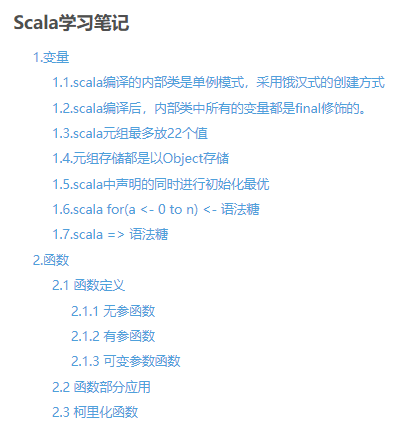 Scala学习笔记
1.变量
1.1.scala编译的内部类是单例模式，采用饿汉式的创建方式
1.2.scala编译后，内部类中所有的变量都是final修饰的。
1.3.scala元组最多放22个值
1.4.元组存储都是以Object存储
1.5.scala中声明的同时进行初始化最优
1.6.scala for(a <- 0 to n) <- 语法糖
1.7.scala => 语法糖
2.函数
2.1 函数定义
2.1.1 无参函数
2.1.2 有参函数
2.1.3 可变参数函数
2.2 函数部分应用
2.3 柯里化函数